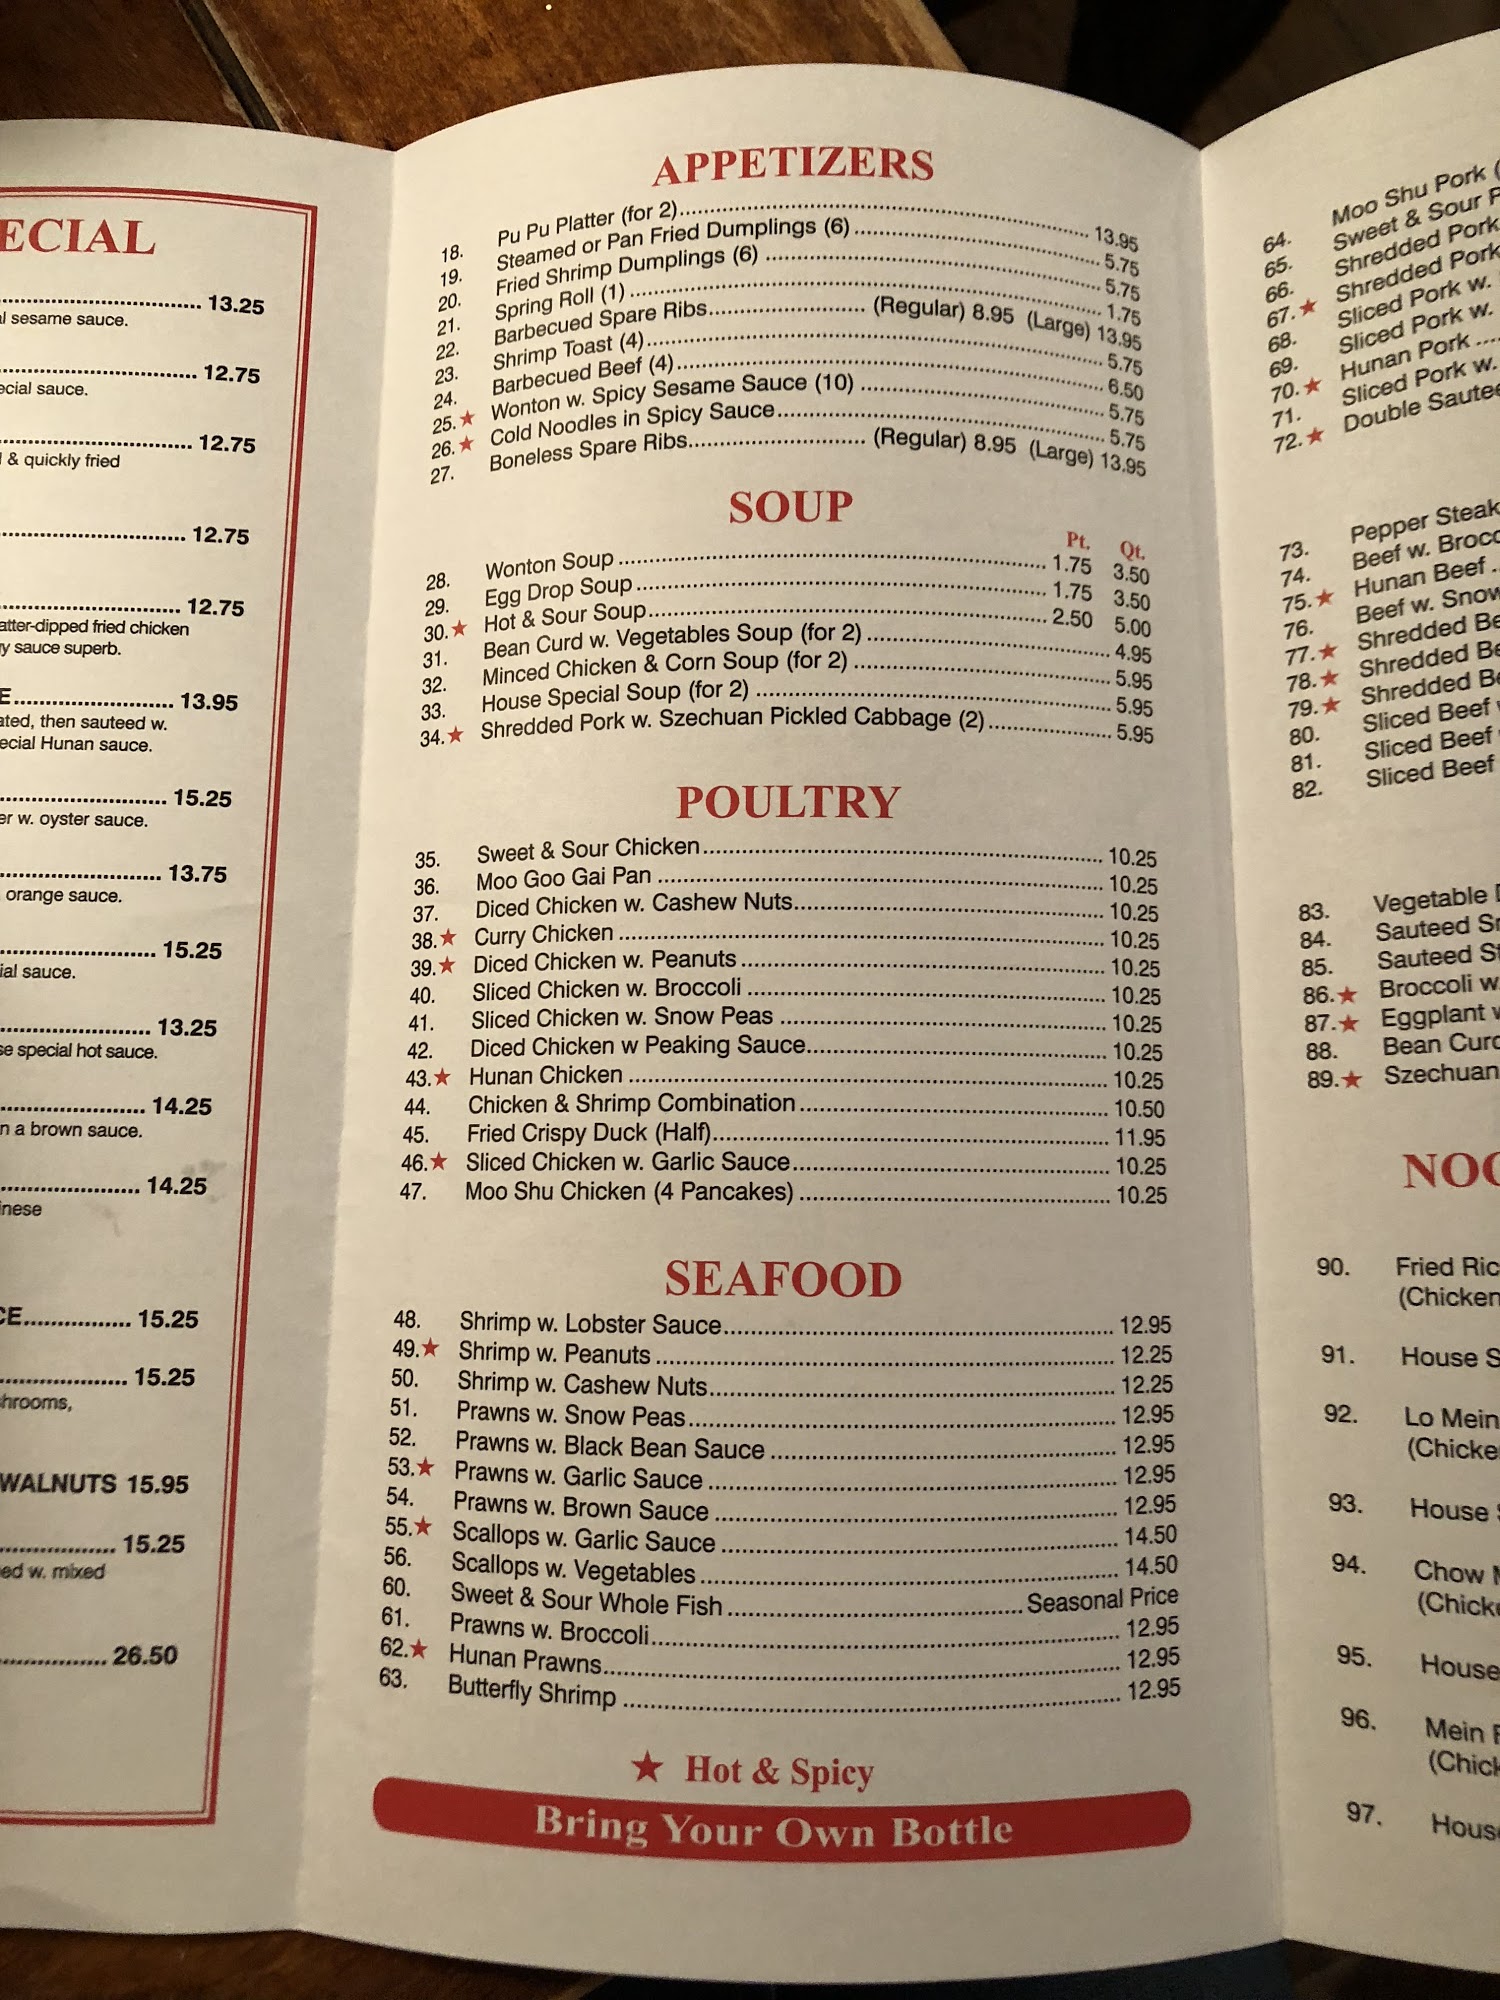 ECIAL
13.25
l sesame sauce.
12.75
ecial sauce.
12.75
& quickly fried
12.75
12.75
atter-dipped fried chicken
y sauce superb.
E 13.95
ated, then sauteed w.
ecial Hunan sauce.
15.25
er w. oyster sauce.
13.75
orange sauce.
15.25
ial sauce.
13.25
se special hot sauce.
14.25
n a brown sauce.
14.25
inese
CE 15.25
15.25
hrooms,
WALNUTS 15.95
15.25
ed w. mixed
26.50
APPETIZERS
18. Pu Pu Platter (for 2) 13.95
19. Steamed or Pan Fried Dumplings (6) 5.75
20. Fried Shrimp Dumplings (6) 5.75
21. Spring Roll (1) 1.75
22. Barbecued Spare Ribs (Regular) 8.95 (Large) 13.95
23. Shrimp Toast (4) 5.75
24. Barbecued Beef (4) 6.50
25.★ Wonton w. Spicy Sesame Sauce (10) 5.75
26.★ Cold Noodles in Spicy Sauce 5.75
27. Boneless Spare Ribs (Regular) 8.95 (Large) 13.95
SOUP
Pt. Qt.
28. Wonton Soup 1.75 3.50
29. Egg Drop Soup 1.75 3.50
30.★ Hot & Sour Soup 2.50 5.00
31. Bean Curd w. Vegetables Soup (for 2) 4.95
32. Minced Chicken & Corn Soup (for 2) 5.95
33. House Special Soup (for 2) 5.95
34.★ Shredded Pork w. Szechuan Pickled Cabbage (2) 5.95
POULTRY
35. Sweet & Sour Chicken 10.25
36. Moo Goo Gai Pan 10.25
37. Diced Chicken w. Cashew Nuts 10.25
38.★ Curry Chicken 10.25
39.★ Diced Chicken w. Peanuts 10.25
40. Sliced Chicken w. Broccoli 10.25
41. Sliced Chicken w. Snow Peas 10.25
42. Diced Chicken w Peaking Sauce 10.25
43.★ Hunan Chicken 10.25
44. Chicken & Shrimp Combination 10.50
45. Fried Crispy Duck (Half) 11.95
46.★ Sliced Chicken w. Garlic Sauce 10.25
47. Moo Shu Chicken (4 Pancakes) 10.25
SEAFOOD
48. Shrimp w. Lobster Sauce 12.95
49.★ Shrimp w. Peanuts 12.25
50. Shrimp w. Cashew Nuts 12.25
51. Prawns w. Snow Peas 12.95
52. Prawns w. Black Bean Sauce 12.95
53.★ Prawns w. Garlic Sauce 12.95
54. Prawns w. Brown Sauce 12.95
55.★ Scallops w. Garlic Sauce 14.50
56. Scallops w. Vegetables 14.50
60. Sweet & Sour Whole Fish Seasonal Price
61. Prawns w. Broccoli 12.95
62.★ Hunan Prawns 12.95
63. Butterfly Shrimp 12.95
★ Hot & Spicy
Bring Your Own Bottle
64. Moo Shu Pork (
65. Sweet & Sour P
66. Shredded Pork
67.★ Shredded Pork
68. Sliced Pork w.
69. Sliced Pork w.
70.★ Hunan Pork
71. Sliced Pork w.
72.★ Double Sautee
73. Pepper Steak
74. Beef w. Brocc
75.★ Hunan Beef
76. Beef w. Snow
77.★ Shredded Be
78.★ Shredded Be
79.★ Shredded Be
80. Sliced Beef
81. Sliced Beef
82. Sliced Beef
83. Vegetable
84. Sauteed Sn
85. Sauteed St
86.★ Broccoli w.
87.★ Eggplant w
88. Bean Curd
89.★ Szechuan
NOO
90. Fried Ric
(Chicken
91. House S
92. Lo Mein
(Chicke
93. House
94. Chow
(Chick
95. House
96. Mein
(Chick
97. Hous